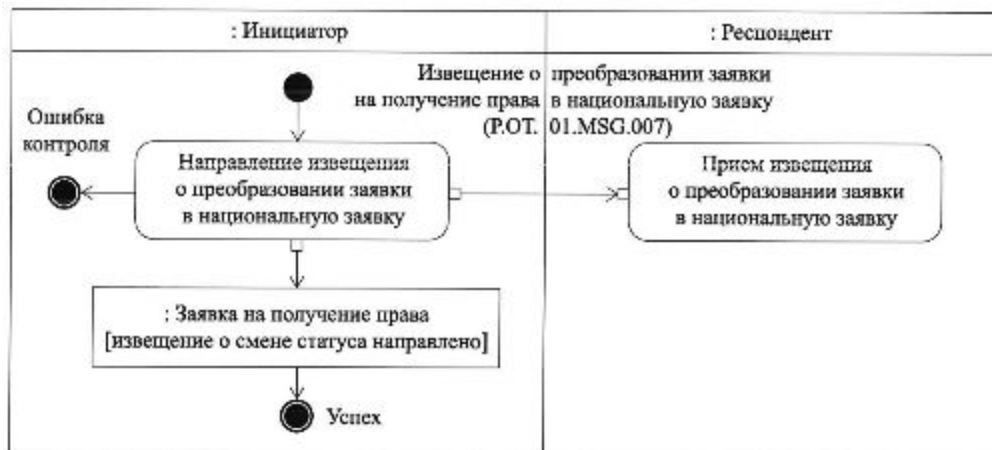 : Инициатор
: Респондент
Извещение о преобразовании заявки
на получение права в национальную заявку
(P.OT. 01.MSG.007)
Ошибка
контроля
Направление извещения
о преобразовании заявки
в национальную заявку
Прием извещения
о преобразовании заявки
в национальную заявку
: Заявка на получение права
[извещение о смене статуса направлено]
Успех